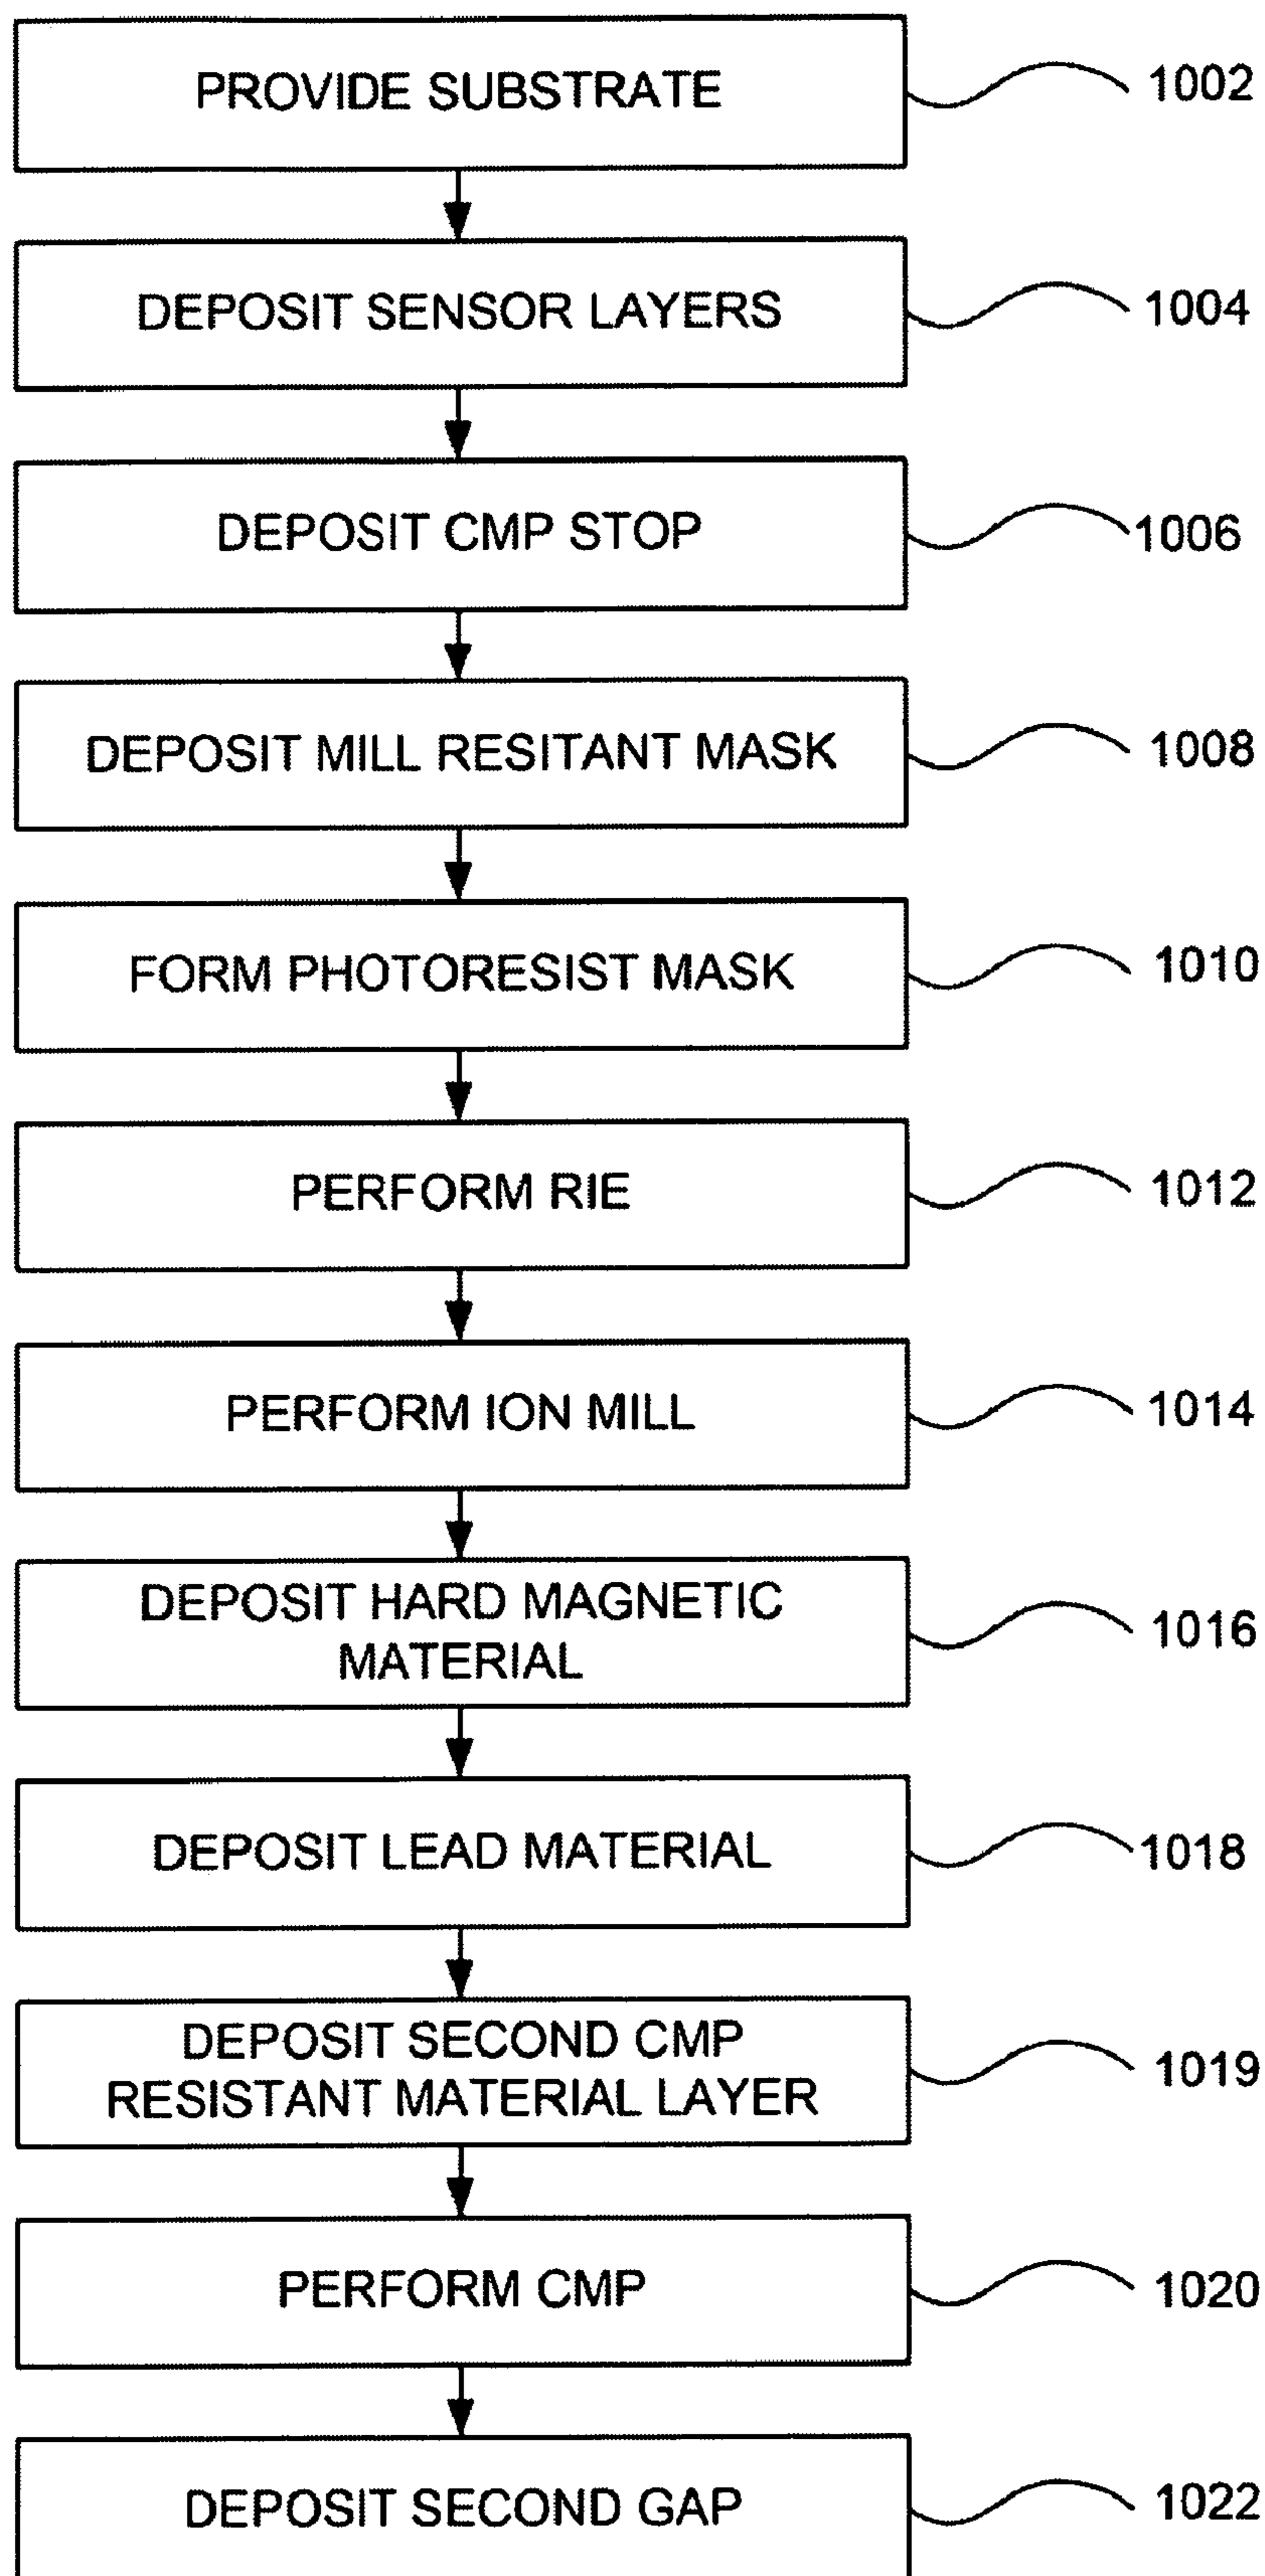 PROVIDE SUBSTRATE 1002
DEPOSIT SENSOR LAYERS 1004
DEPOSIT CMP STOP 1006
DEPOSIT MILL RESITANT MASK 1008
FORM PHOTORESIST MASK 1010
PERFORM RIE 1012
PERFORM ION MILL 1014
DEPOSIT HARD MAGNETIC
MATERIAL 1016
DEPOSIT LEAD MATERIAL 1018
DEPOSIT SECOND CMP
RESISTANT MATERIAL LAYER 1019
PERFORM CMP 1020
DEPOSIT SECOND GAP 1022